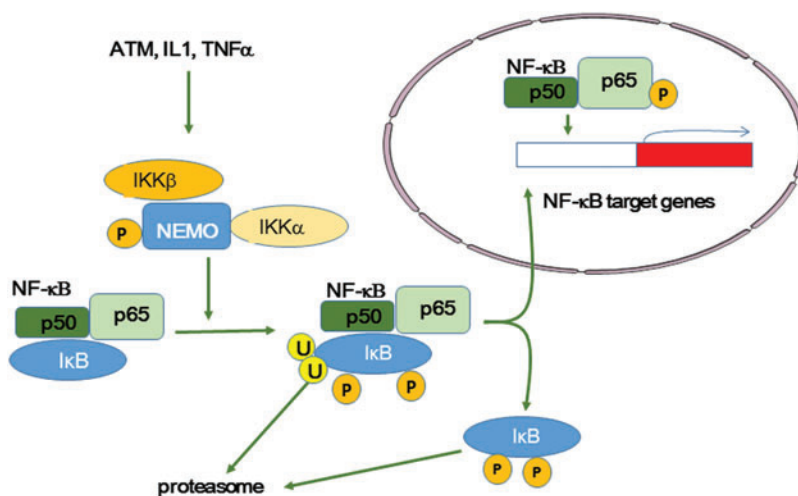 ATM, IL1, TNFα
IKKβ
P
NEMO
IKKα
NF-κB
p50
p65
IκB
NF-κB
p50
p65
IκB
U
U
P
P
NF-κB
p50
p65
P
NF-κB target genes
IκB
P
P
proteasome